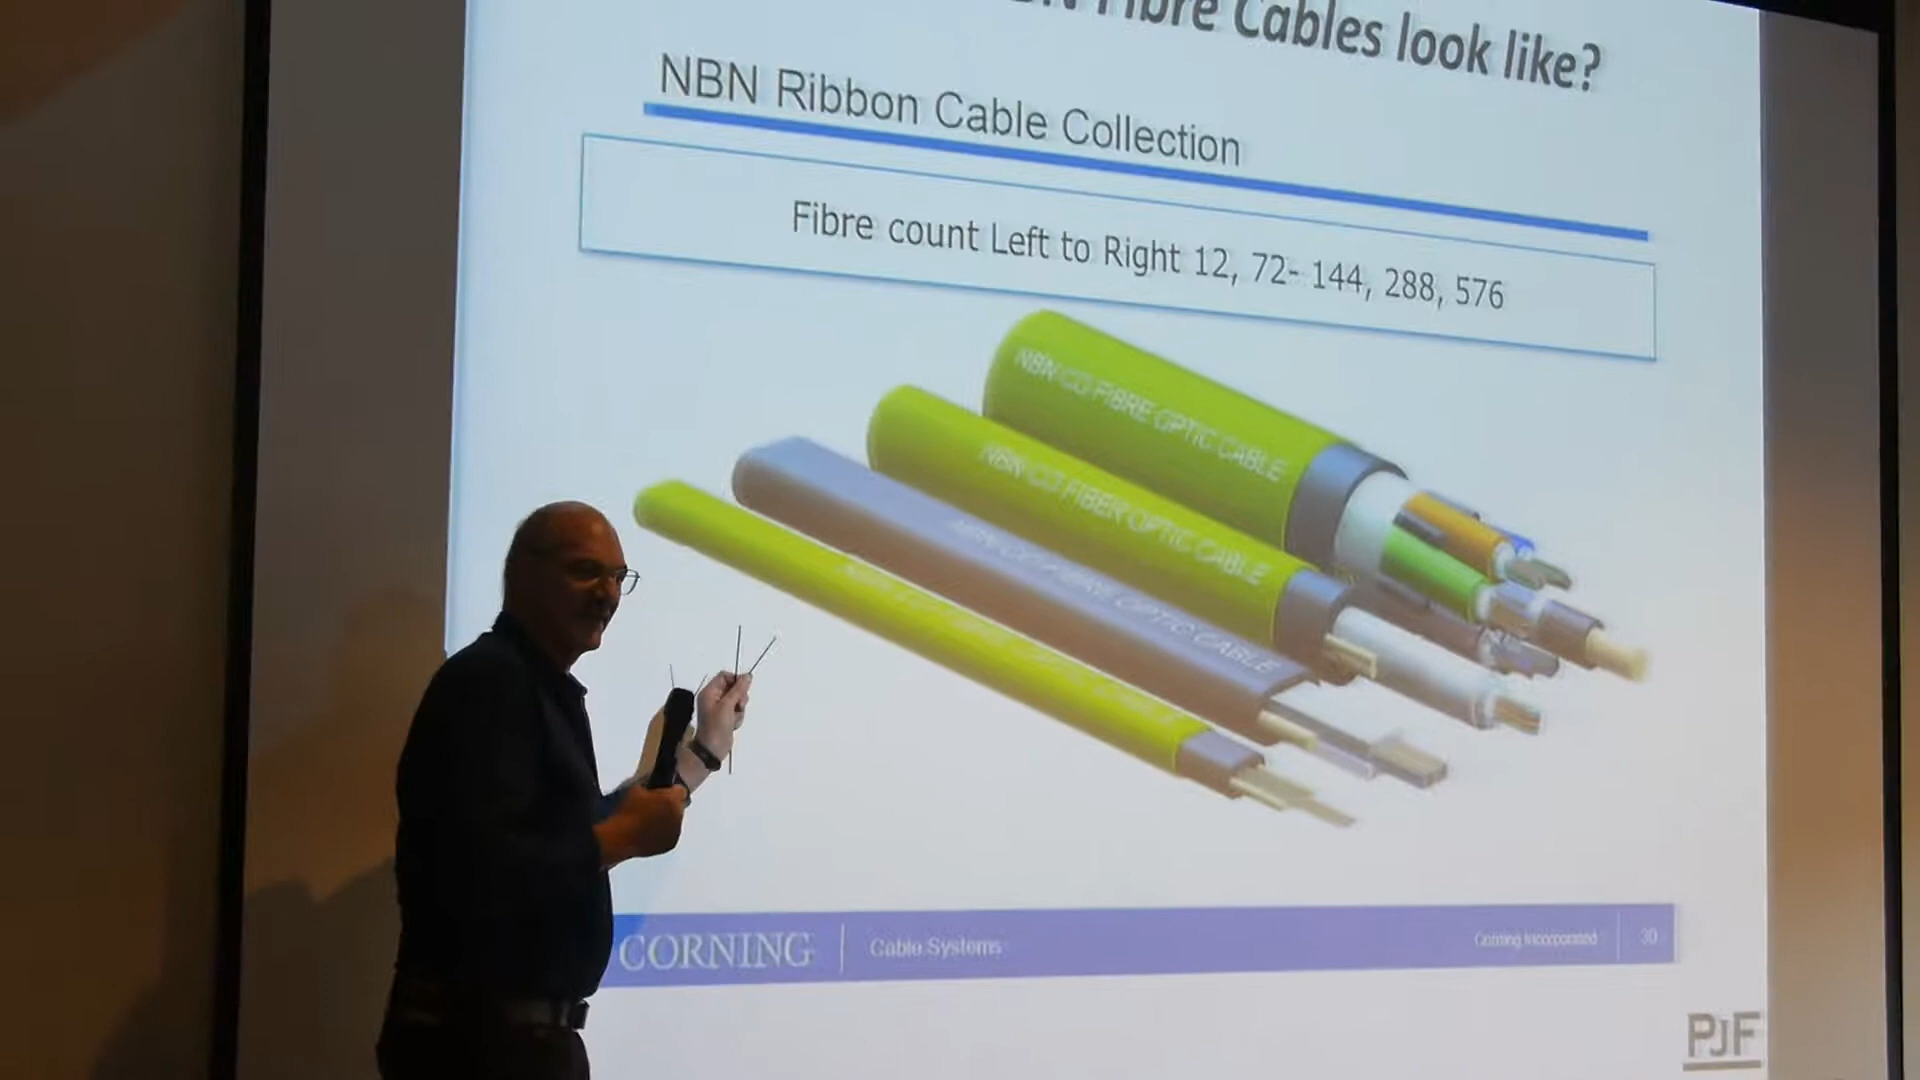 Fibre Cables look like?
NBN Ribbon Cable Collection
Fibre count Left to Right 12, 72- 144, 288, 576
NBN CO FIBRE OPTIC CABLE
NBN CO FIBER OPTIC CABLE
FIBRE OPTIC CABLE
CORNING
Cable Systems
Corning Incorporated
30
PJF